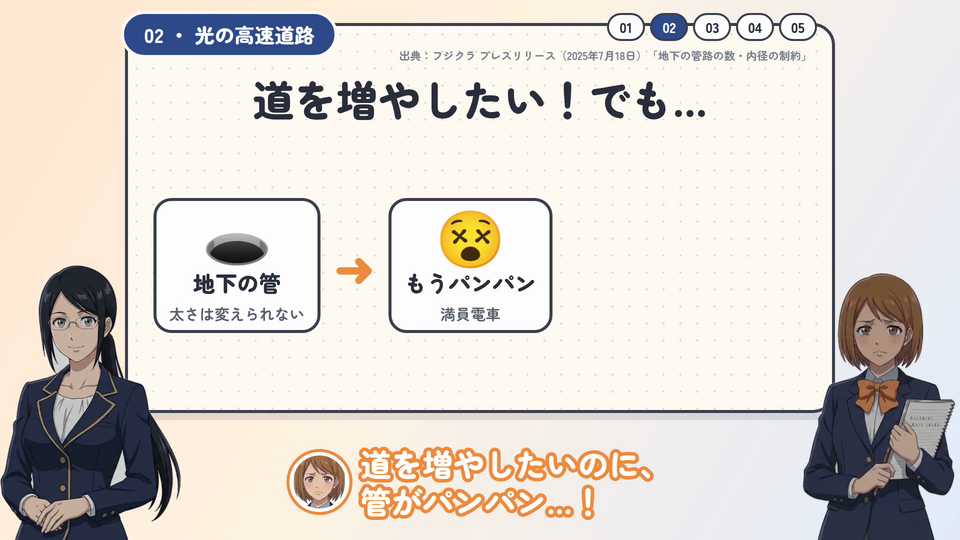 02 ・ 光の高速道路
01 02 03 04 05
出典：フジクラ プレスリリース（2025年7月18日）「地下の管路の数・内径の制約」
道を増やしたい！でも…
地下の管
太さは変えられない
もうパンパン
満員電車
道を増やしたいのに、
管がパンパン…！